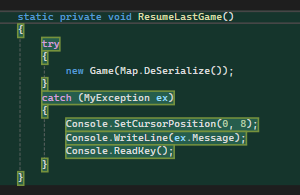 static private void ResumeLastGame()
{
try
{
new Game(Map.DeSerialize());
}
catch (MyException ex)
{
Console.SetCursorPosition(0, 8);
Console.WriteLine(ex.Message);
Console.ReadKey();
}
}